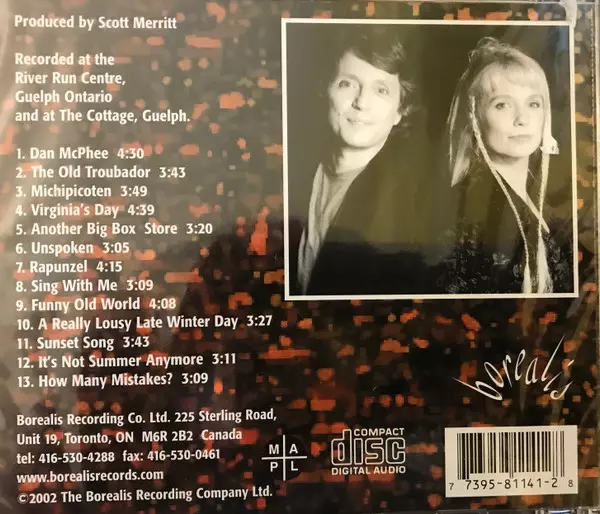 Produced by Scott Merritt
Recorded at the
River Run Centre,
Guelph Ontario
and at The Cottage, Guelph.
1. Dan McPhee 4:30
2. The Old Troubador 3:43
3. Michipicoten 3:49
4. Virginia's Day 4:39
5. Another Big Box Store 3:20
6. Unspoken 3:05
7. Rapunzel 4:15
8. Sing With Me 3:09
9. Funny Old World 4:08
10. A Really Lousy Late Winter Day 3:27
11. Sunset Song 3:43
12. It's Not Summer Anymore 3:11
13. How Many Mistakes? 3:09
borealis
Borealis Recording Co. Ltd. 225 Sterling Road,
Unit 19, Toronto, ON M6R 2B2 Canada
tel: 416-530-4288 fax: 416-530-0461
www.borealisrecords.com
©2002 The Borealis Recording Company Ltd.
M A
P L
COMPACT
disc
DIGITAL AUDIO
7 7395-81141-2 8